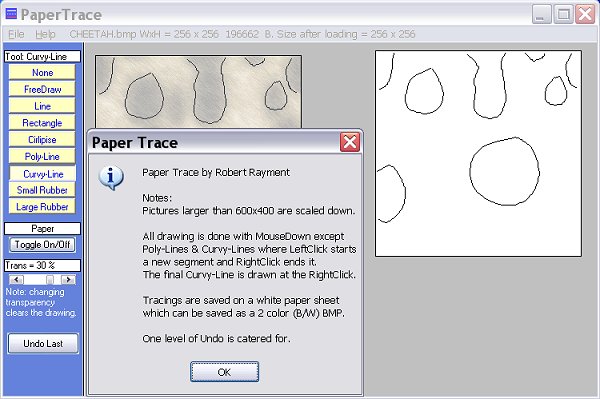 PaperTrace
File Help CHEETAH.bmp WxH = 256 x 256 196662 B. Size after loading = 256 x 256
Tool: Curvy-Line
None
FreeDraw
Line
Rectangle
Cirlipise
Poly-Line
Curvy-Line
Small Rubber
Large Rubber
Paper
Toggle On/Off
Trans = 30 %
Note: changing
transparency
clears the drawing.
Undo Last
Paper Trace
Paper Trace by Robert Rayment
Notes:
Pictures larger than 600x400 are scaled down.
All drawing is done with MouseDown except
Poly-Lines & Curvy-Lines where LeftClick starts
a new segment and RightClick ends it.
The final Curvy-Line is drawn at the RightClick.
Tracings are saved on a white paper sheet
which can be saved as a 2 color (B/W) BMP.
One level of Undo is catered for.
OK